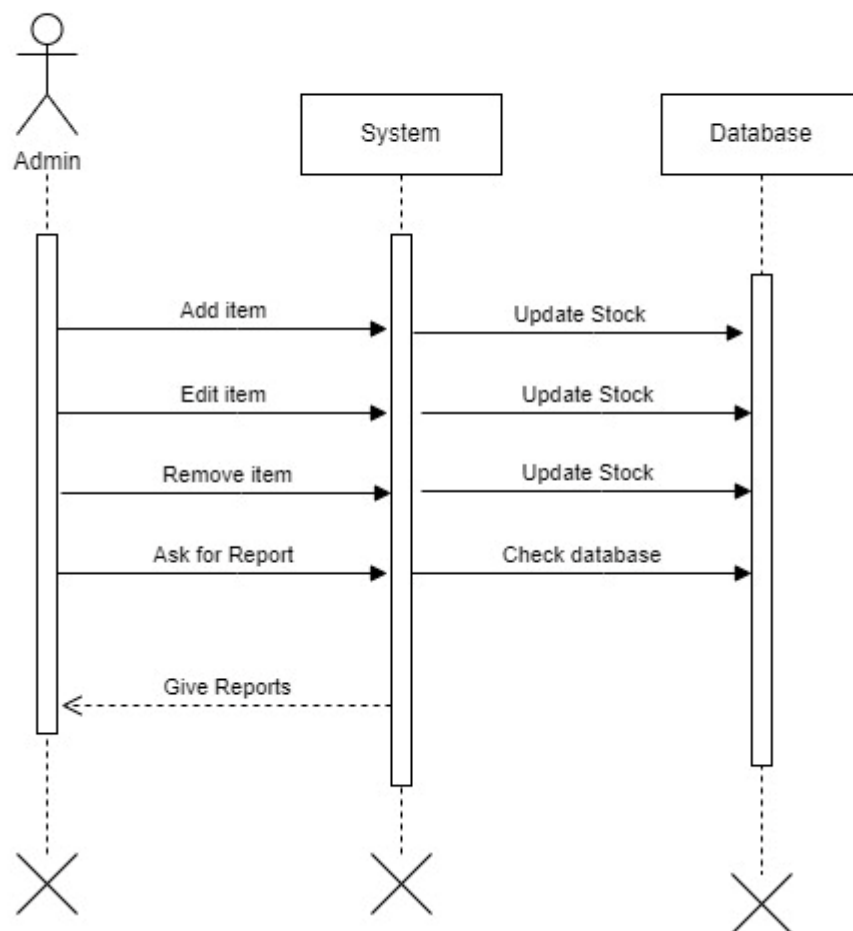 Admin
System
Database
Add item
Update Stock
Edit item
Update Stock
Remove item
Update Stock
Ask for Report
Check database
Give Reports